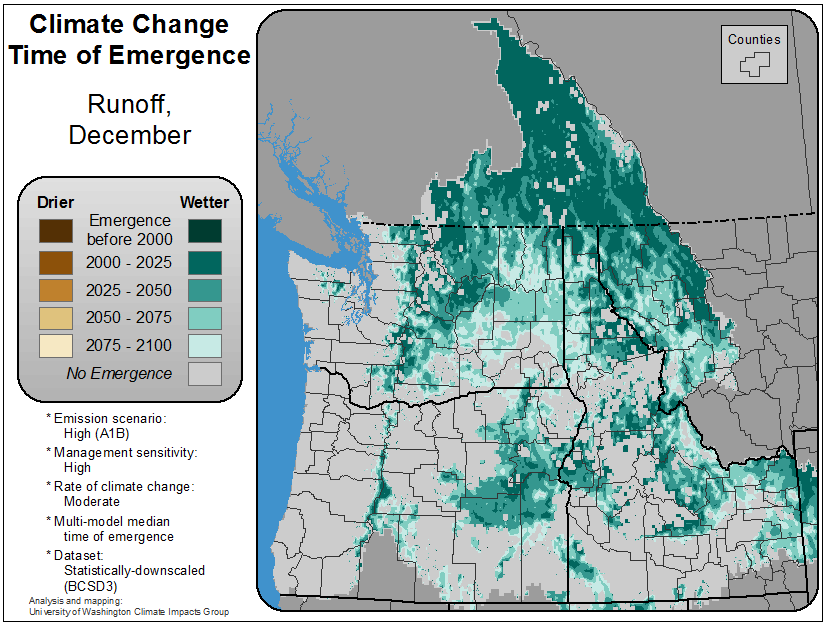 Climate Change
Time of Emergence
Runoff,
December
Counties
Drier
Wetter
Emergence
before 2000
2000 - 2025
2025 - 2050
2050 - 2075
2075 - 2100
No Emergence
* Emission scenario:
High (A1B)
* Management sensitivity:
High
* Rate of climate change:
Moderate
* Multi-model median
time of emergence
* Dataset:
Statistically-downscaled
(BCSD3)
Analysis and mapping:
University of Washington Climate Impacts Group